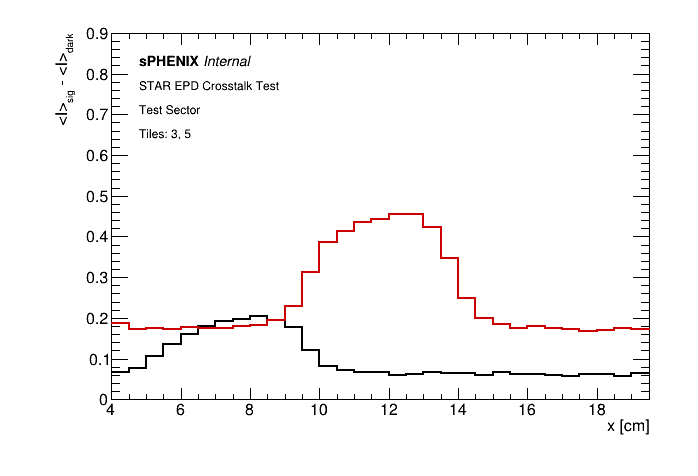 <I>sig - <I>dark
0.9
0.8
0.7
0.6
0.5
0.4
0.3
0.2
0.1
0
sPHENIX Internal
STAR EPD Crosstalk Test
Test Sector
Tiles: 3, 5
4 6 8 10 12 14 16 18
x [cm]